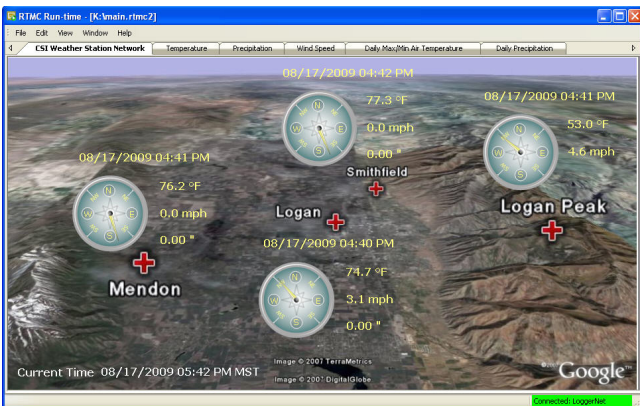 RTMC Run-time - [K:\main.rtmc2]
File Edit View Window Help
CSI Weather Station Network Temperature Precipitation Wind Speed Daily Max/Min Air Temperature Daily Precipitation
08/17/2009 04:42 PM
77.3 °F
0.0 mph
0.00 "
N
E
S
W
Smithfield
08/17/2009 04:41 PM
53.0 °F
4.6 mph
N
E
S
W
Logan Peak
08/17/2009 04:41 PM
76.2 °F
0.0 mph
0.00 "
N
E
S
W
Mendon
Logan
08/17/2009 04:40 PM
74.7 °F
3.1 mph
0.00 "
N
E
S
W
Current Time 08/17/2009 05:42 PM MST
Image © 2007 TerraMetrics
Image © 2007 DigitalGlobe
Google™
Connected: LoggerNet